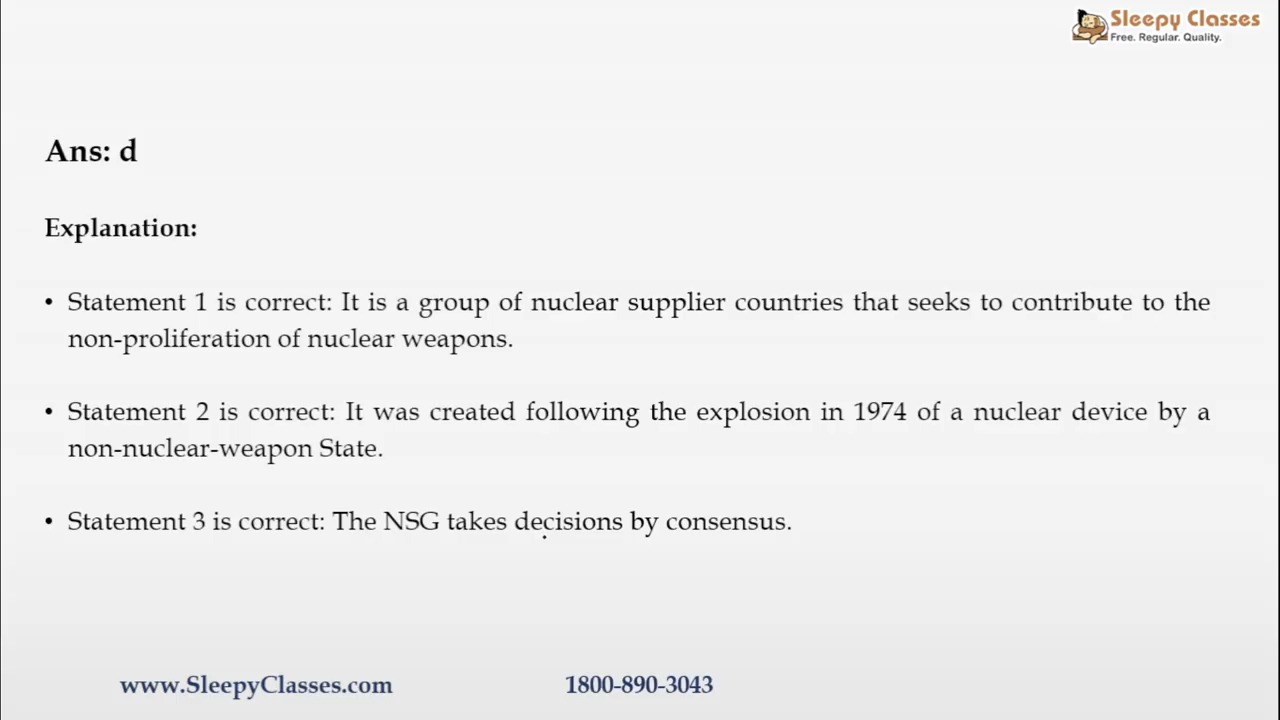 Sleepy Classes
Free. Regular. Quality.
Ans: d
Explanation:
• Statement 1 is correct: It is a group of nuclear supplier countries that seeks to contribute to the
non-proliferation of nuclear weapons.
• Statement 2 is correct: It was created following the explosion in 1974 of a nuclear device by a
non-nuclear-weapon State.
• Statement 3 is correct: The NSG takes decisions by consensus.
www.SleepyClasses.com 1800-890-3043